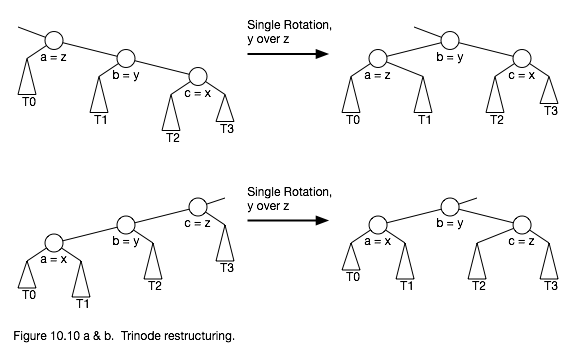 Single Rotation,
y over z
a = z
b = y
c = x
T0
T1
T2
T3
b = y
a = z
c = x
T0
T1
T2
T3
Single Rotation,
y over z
c = z
b = y
a = x
T0
T1
T2
T3
b = y
a = x
c = z
T0
T1
T2
T3
Figure 10.10 a & b. Trinode restructuring.